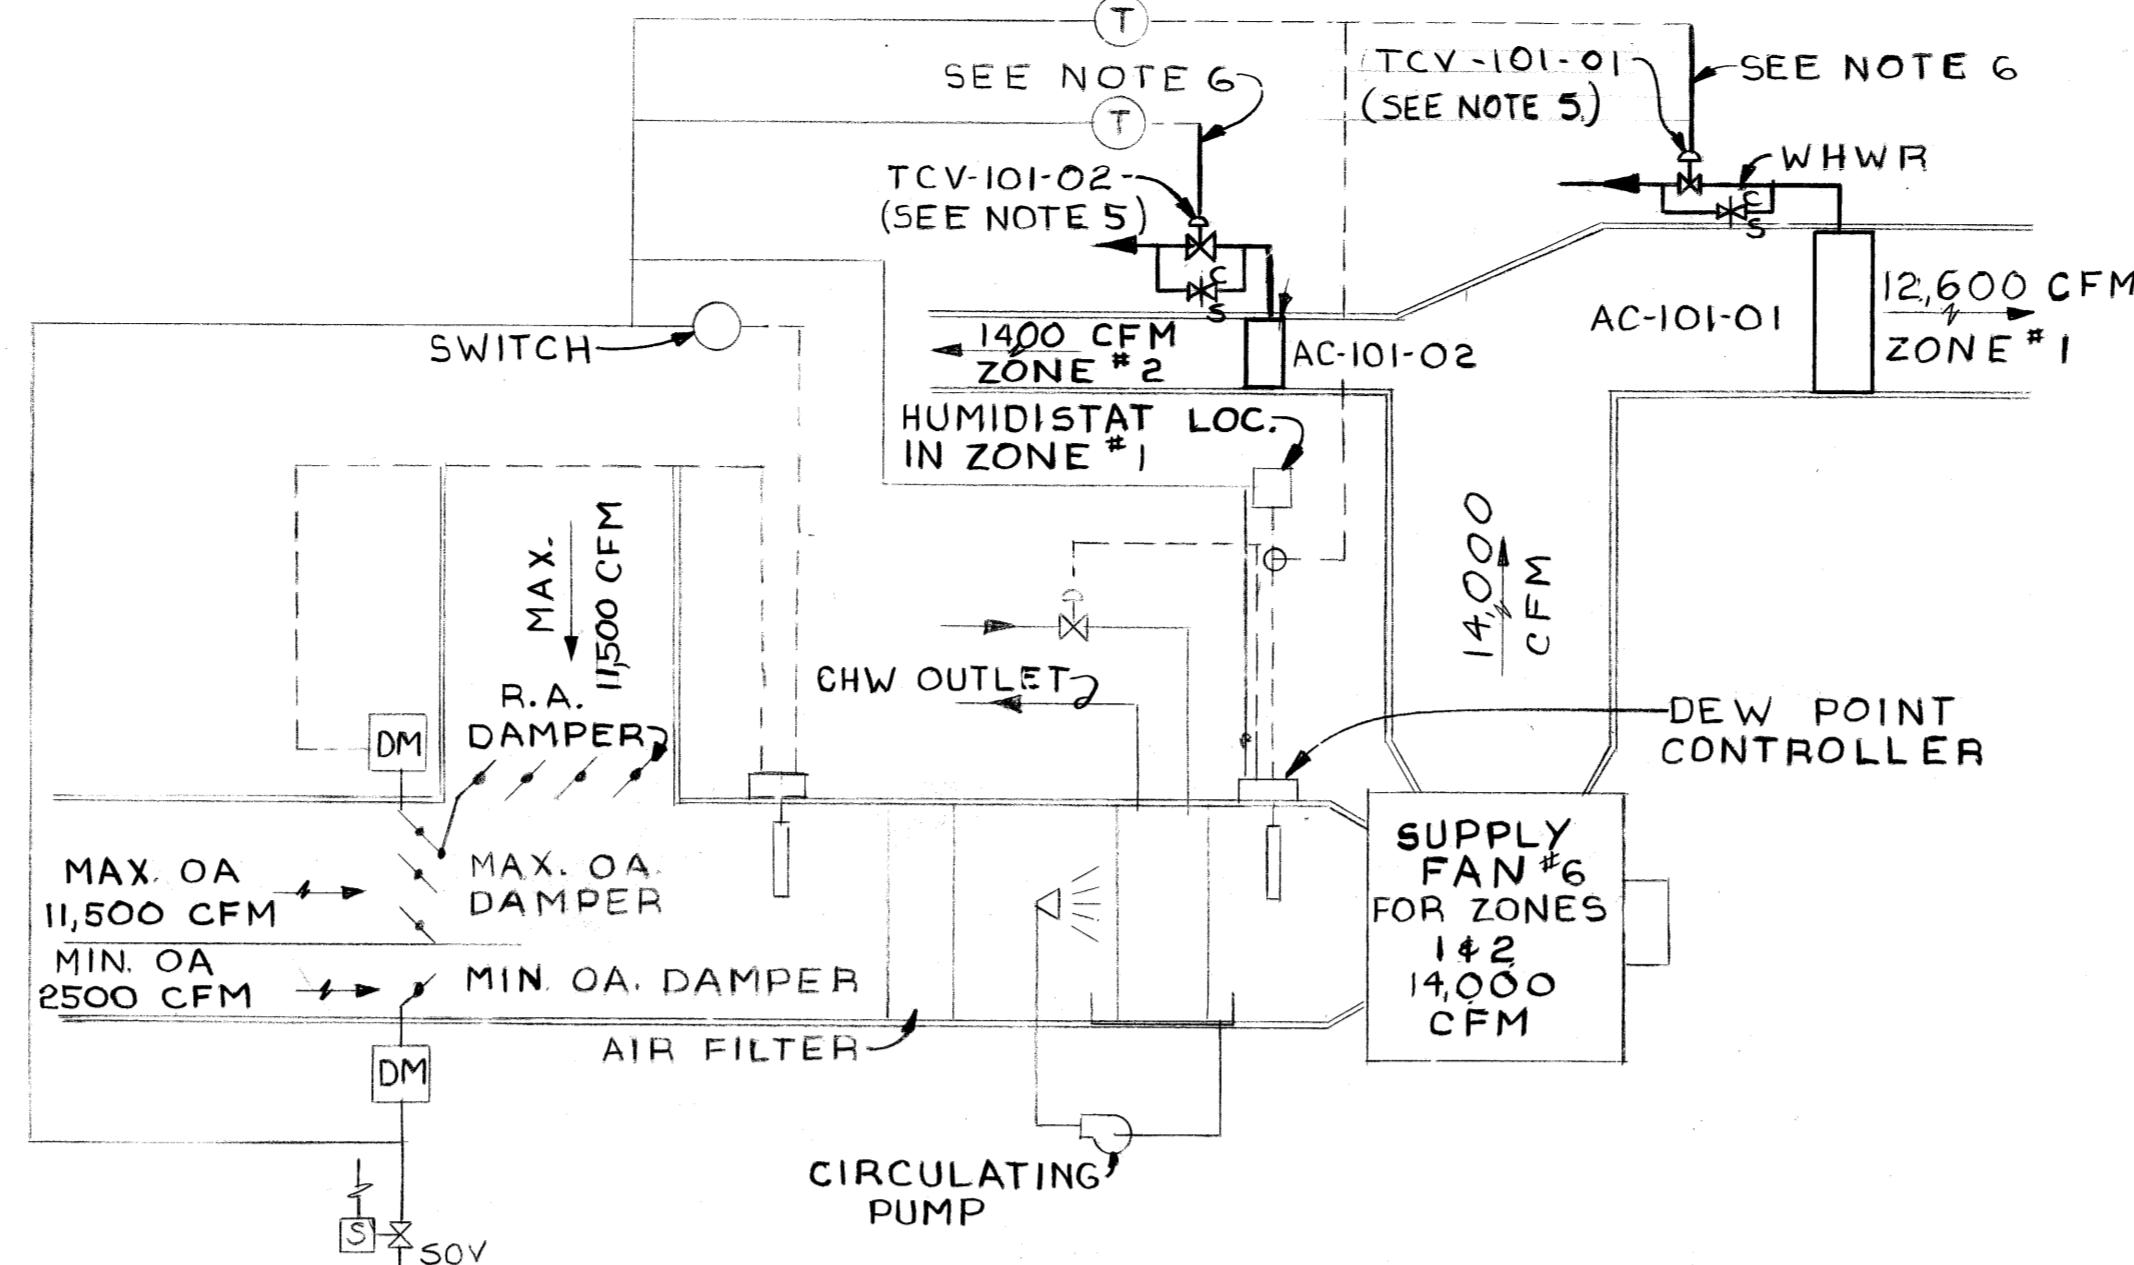 T
SEE NOTE 6
TCV-101-01
(SEE NOTE 5.)
SEE NOTE 6
T
WHWR
TCV-101-02
(SEE NOTE 5)
C
S
C
S
12,600 CFM
ZONE #1
AC-101-01
SWITCH
1400 CFM
ZONE #2
AC-101-02
HUMIDISTAT LOC.
IN ZONE #1
MAX.
11,500 CFM
14,000
CFM
CHW OUTLET
R.A.
DAMPER
DM
DEW POINT
CONTROLLER
MAX. OA
11,500 CFM
MAX. OA.
DAMPER
SUPPLY
FAN #6
FOR ZONES
1 & 2
14,000
CFM
MIN. OA
2500 CFM
MIN. OA. DAMPER
AIR FILTER
DM
CIRCULATING
PUMP
S
SOV